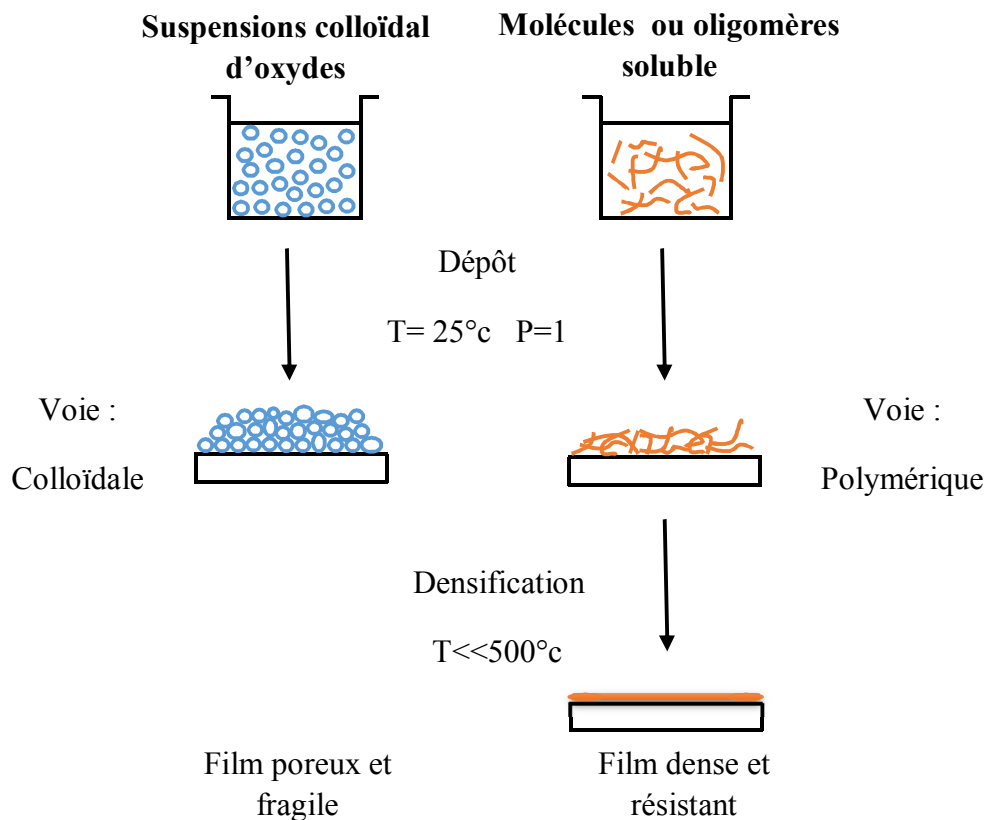 Suspensions colloïdal
d’oxydes
Molécules ou oligomères
soluble
Dépôt
T= 25°c P=1
Voie :
Colloïdale
Voie :
Polymérique
Densification
T<<500°c
Film poreux et
fragile
Film dense et
résistant